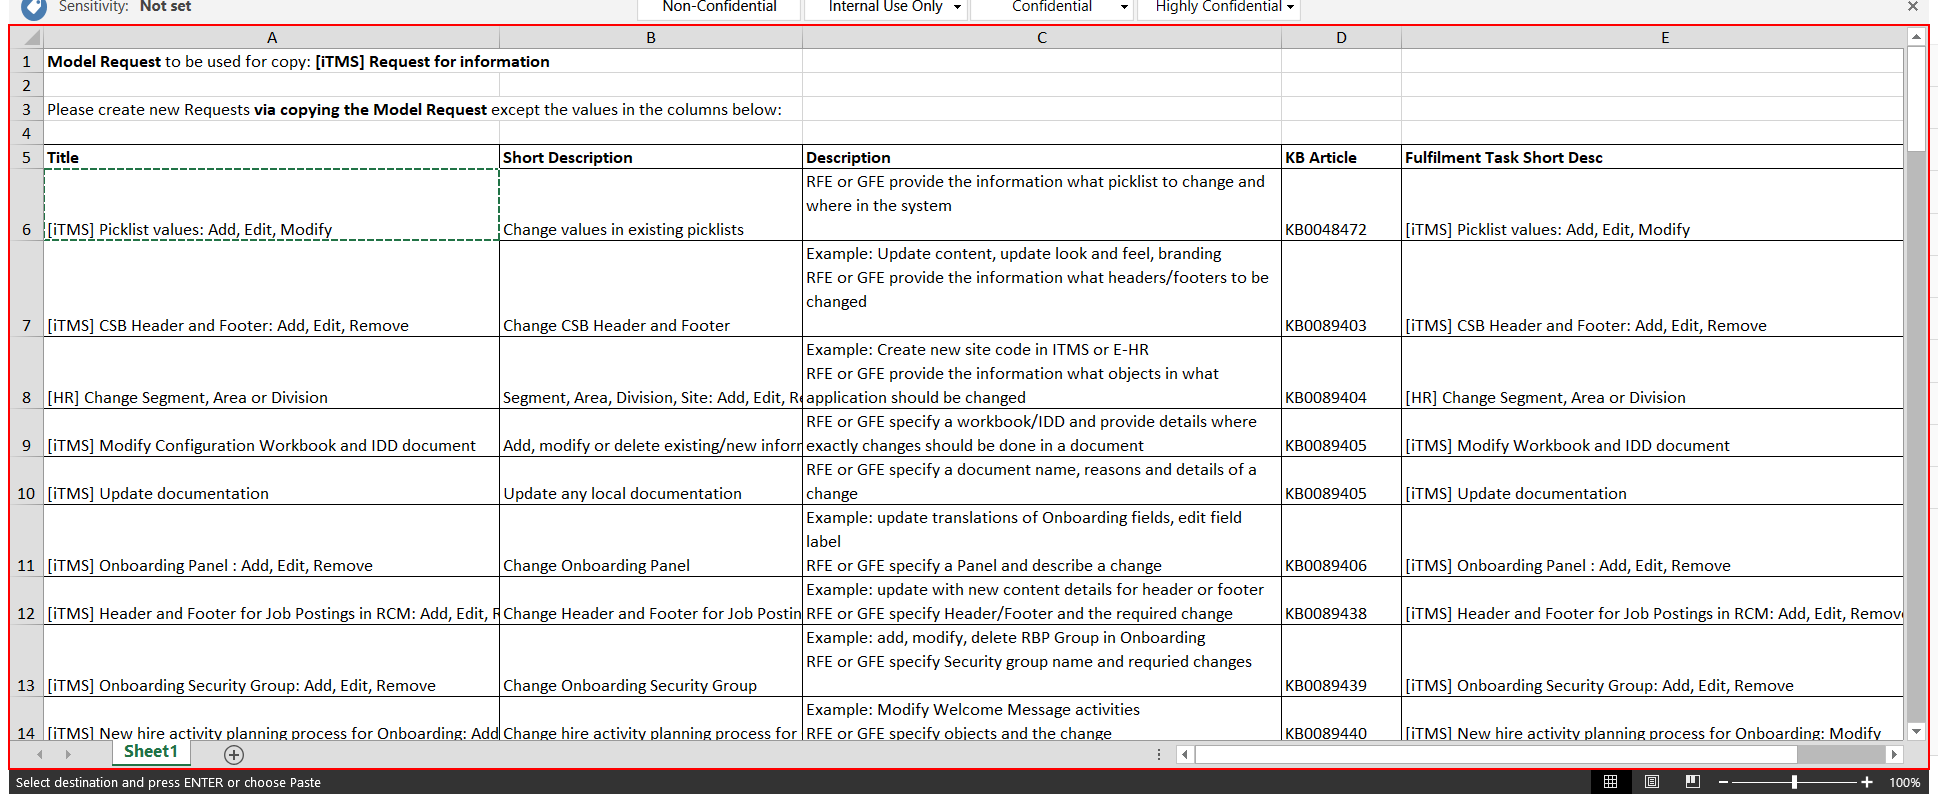 Sensitivity: Not set Non-Confidential Internal Use Only Confidential Highly Confidential
A B C D E
1 Model Request to be used for copy: [iTMS] Request for information
2
3 Please create new Requests via copying the Model Request except the values in the columns below:
4
5 Title Short Description Description KB Article Fulfilment Task Short Desc
RFE or GFE provide the information what picklist to change and
where in the system
6 [iTMS] Picklist values: Add, Edit, Modify Change values in existing picklists KB0048472 [iTMS] Picklist values: Add, Edit, Modify
Example: Update content, update look and feel, branding
RFE or GFE provide the information what headers/footers to be
changed
7 [iTMS] CSB Header and Footer: Add, Edit, Remove Change CSB Header and Footer KB0089403 [iTMS] CSB Header and Footer: Add, Edit, Remove
Example: Create new site code in ITMS or E-HR
RFE or GFE provide the information what objects in what
8 [HR] Change Segment, Area or Division Segment, Area, Division, Site: Add, Edit, Re application should be changed KB0089404 [HR] Change Segment, Area or Division
RFE or GFE specify a workbook/IDD and provide details where
9 [iTMS] Modify Configuration Workbook and IDD document Add, modify or delete existing/new inforr exactly changes should be done in a document KB0089405 [iTMS] Modify Workbook and IDD document
RFE or GFE specify a document name, reasons and details of a
10 [iTMS] Update documentation Update any local documentation change KB0089405 [iTMS] Update documentation
Example: update translations of Onboarding fields, edit field
label
11 [iTMS] Onboarding Panel : Add, Edit, Remove Change Onboarding Panel RFE or GFE specify a Panel and describe a change KB0089406 [iTMS] Onboarding Panel : Add, Edit, Remove
Example: update with new content details for header or footer
12 [iTMS] Header and Footer for Job Postings in RCM: Add, Edit, R Change Header and Footer for Job Postin RFE or GFE specify Header/Footer and the required change KB0089438 [iTMS] Header and Footer for Job Postings in RCM: Add, Edit, Remov
Example: add, modify, delete RBP Group in Onboarding
RFE or GFE specify Security group name and requried changes
13 [iTMS] Onboarding Security Group: Add, Edit, Remove Change Onboarding Security Group KB0089439 [iTMS] Onboarding Security Group: Add, Edit, Remove
Example: Modify Welcome Message activities
14 [iTMS] New hire activity planning process for Onboarding: Add Change hire activity planning process for RFE or GFE specify objects and the change KB0089440 [iTMS] New hire activity planning process for Onboarding: Modify
Sheet1
Select destination and press ENTER or choose Paste 100%